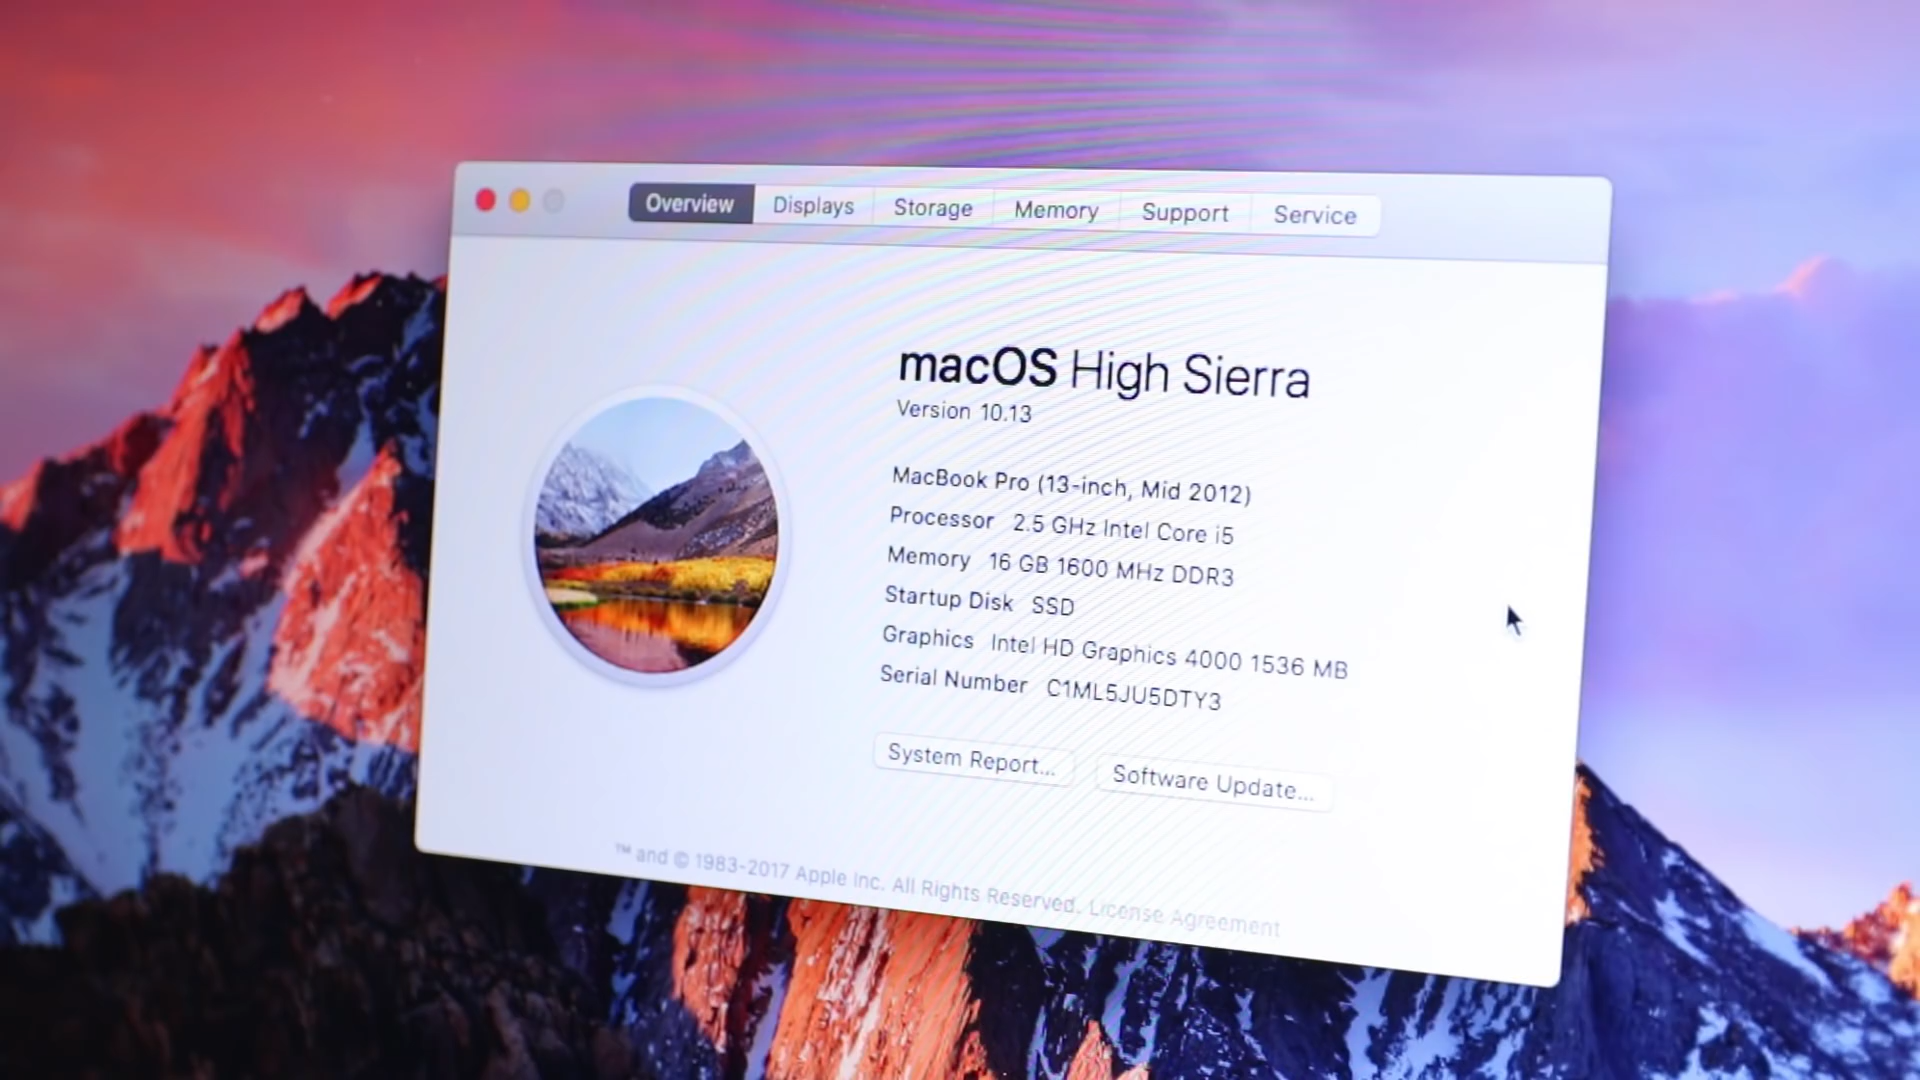 Overview Displays Storage Memory Support Service
macOS High Sierra
Version 10.13
MacBook Pro (13-inch, Mid 2012)
Processor 2.5 GHz Intel Core i5
Memory 16 GB 1600 MHz DDR3
Startup Disk SSD
Graphics Intel HD Graphics 4000 1536 MB
Serial Number C1ML5JU5DTY3
System Report... Software Update...
™ and © 1983-2017 Apple Inc. All Rights Reserved. License Agreement